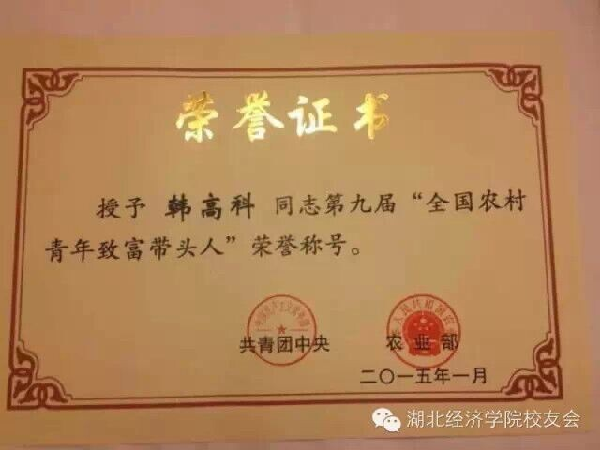 荣誉证书
授予 韩高科 同志第九届“全国农村
青年致富带头人”荣誉称号。
共青团中央 农业部
二〇一五年一月
湖北经济学院校友会